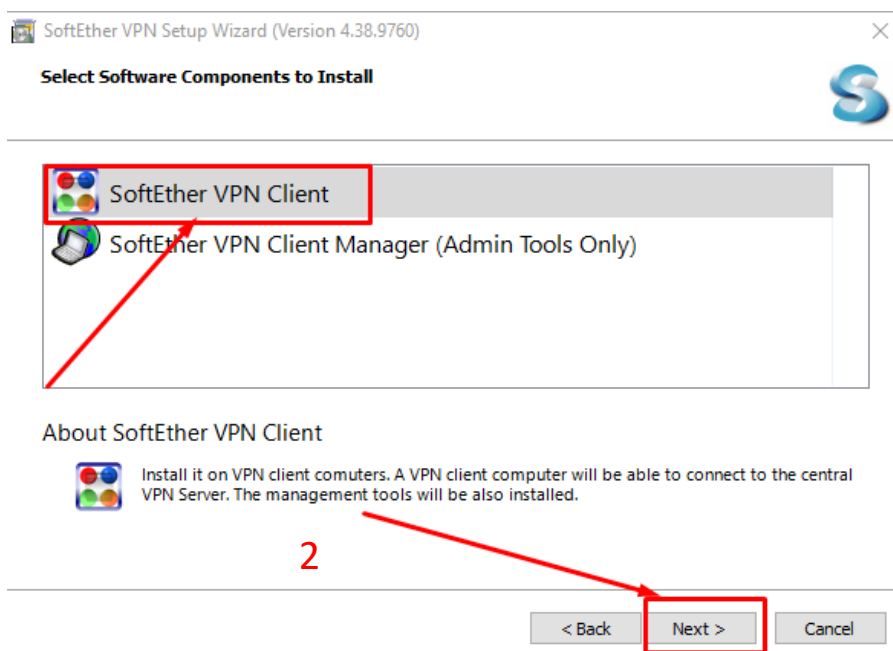 SoftEther VPN Setup Wizard (Version 4.38.9760)
Select Software Components to Install
SoftEther VPN Client
SoftEther VPN Client Manager (Admin Tools Only)
About SoftEther VPN Client
Install it on VPN client comuters. A VPN client computer will be able to connect to the central
VPN Server. The management tools will be also installed.
2
< Back
Next >
Cancel